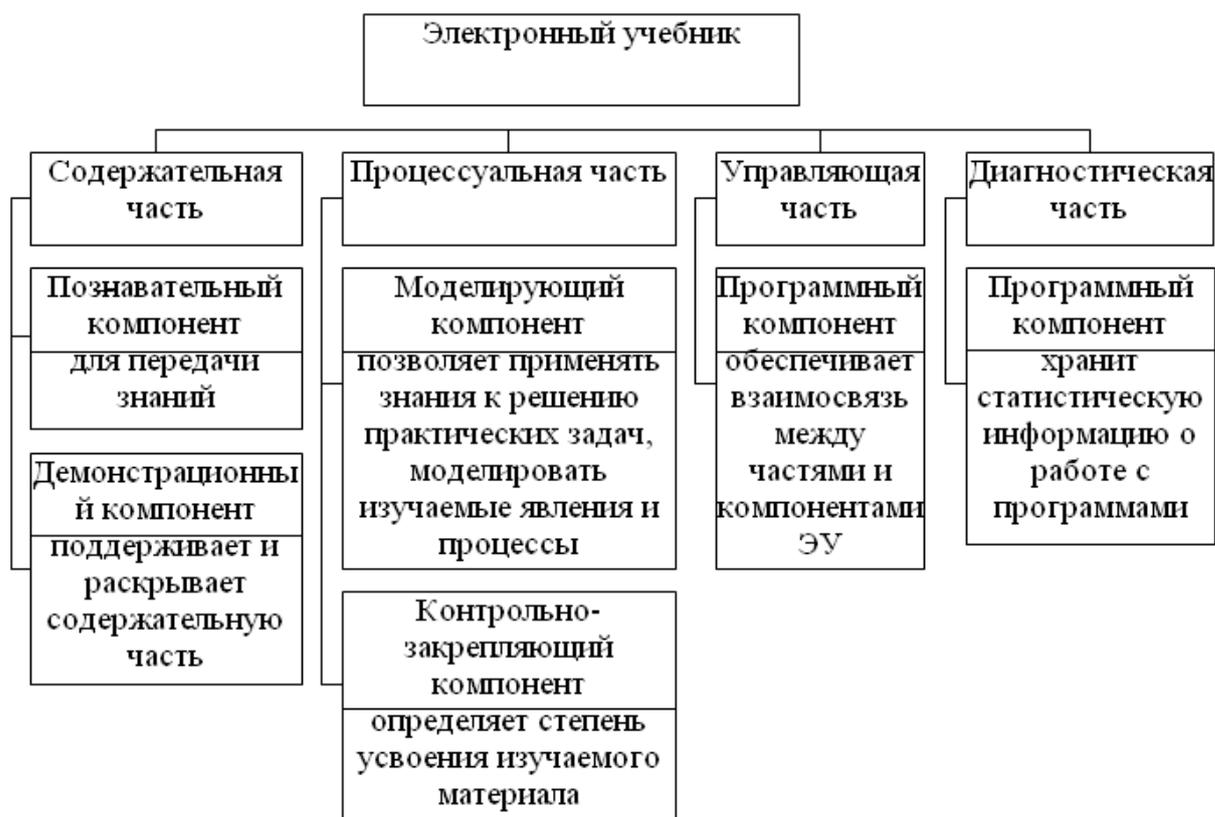 Электронный учебник
Содержательная
часть
Познавательный
компонент
для передачи
знаний
Демонстрационны
й компонент
поддерживает и
раскрывает
содержательную
часть
Процессуальная часть
Моделирующий
компонент
позволяет применять
знания к решению
практических задач,
моделировать
изучаемые явления и
процессы
Контрольно-
закрепляющий
компонент
определяет степень
усвоения изучаемого
материала
Управляющая
часть
Программный
компонент
обеспечивает
взаимосвязь
между
частями и
компонентами
ЭУ
Диагностическая
часть
Программный
компонент
хранит
статистическую
информацию о
работе с
программами